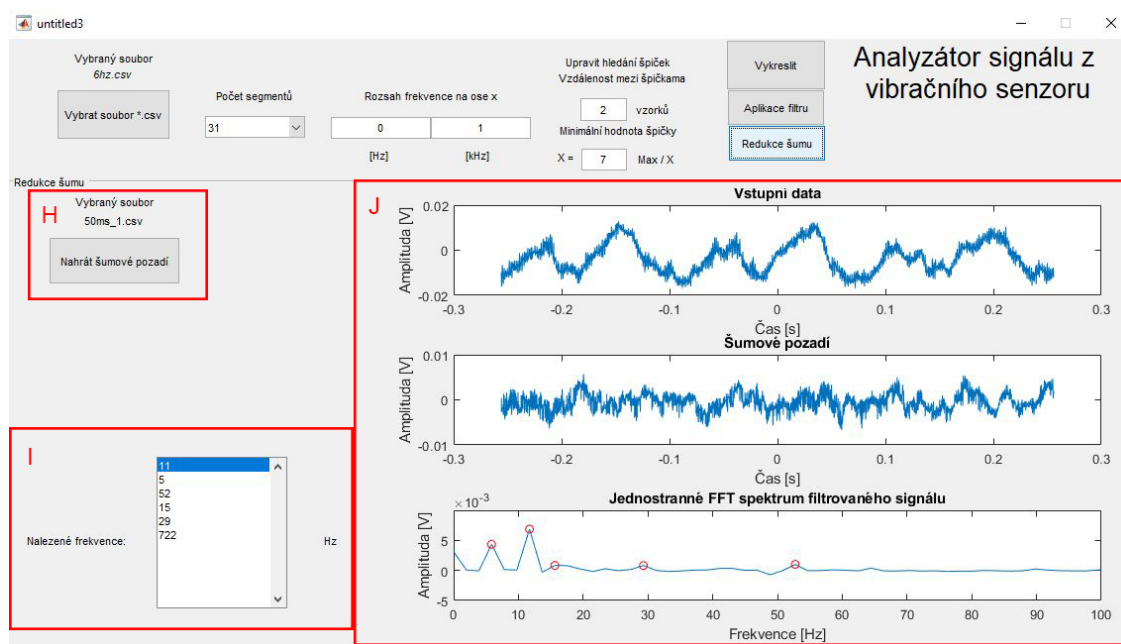 untitled3
Vybraný soubor
6hz.csv
Vybrat soubor *.csv
Počet segmentů
31
Rozsah frekvence na ose x
0
1
[Hz]
[kHz]
Upravit hledání špiček
Vzdálenost mezi špičkama
2 vzorků
Minimální hodnota špičky
X = 7 Max / X
Vykreslit
Aplikace filtru
Redukce šumu
Analyzátor signálu z
vibračního senzoru
Redukce šumu
H
Vybraný soubor
50ms_1.csv
Nahrát šumové pozadí
I
Nalezené frekvence:
11
5
52
15
29
722
Hz
J
Vstupní data
Amplituda [V]
0.02
0
-0.02
-0.3 -0.2 -0.1 0 0.1 0.2 0.3
Čas [s]
Šumové pozadí
Amplituda [V]
0.01
0
-0.01
-0.3 -0.2 -0.1 0 0.1 0.2 0.3
Čas [s]
Jednostranné FFT spektrum filtrovaného signálu
× 10-3
Amplituda [V]
5
0
-5
0 10 20 30 40 50 60 70 80 90 100
Frekvence [Hz]